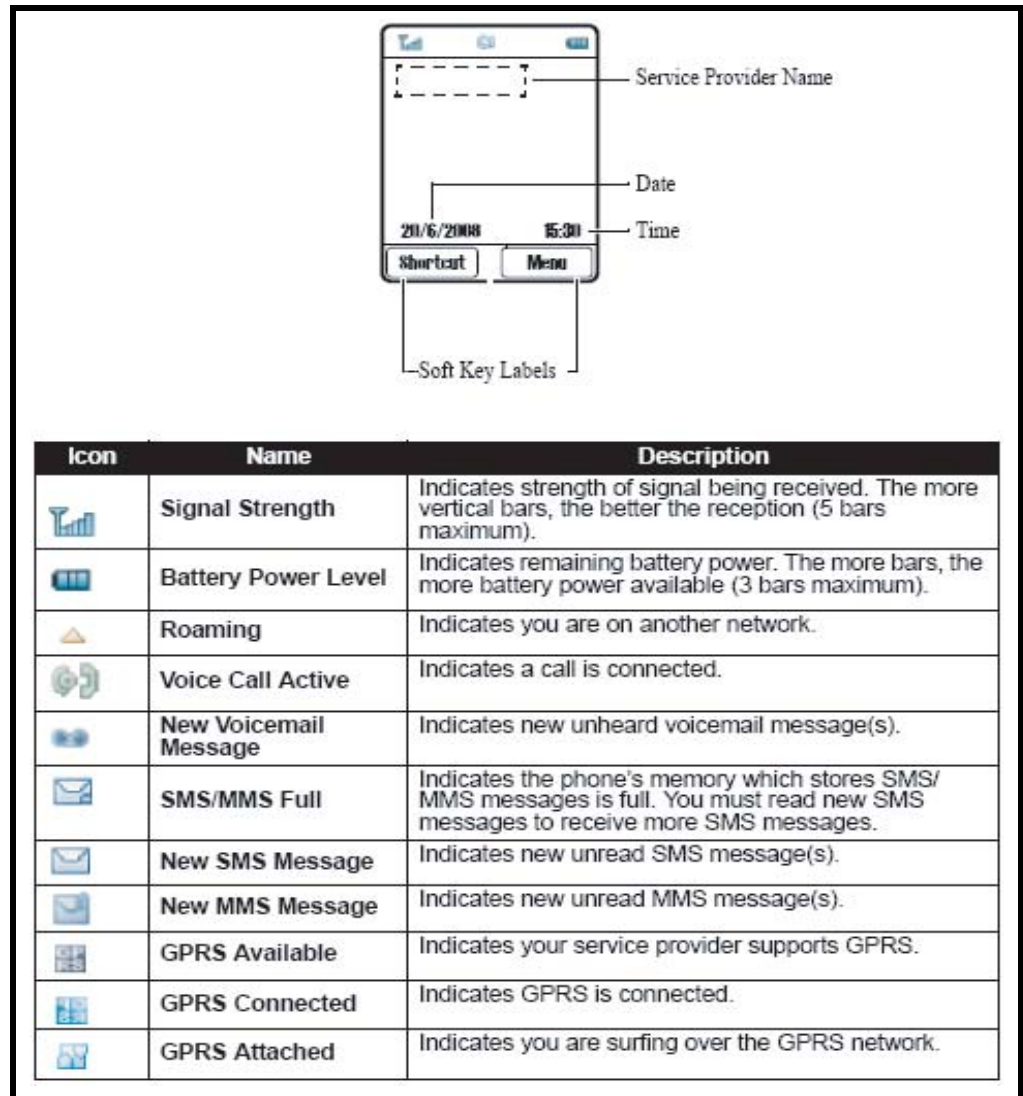 Service Provider Name
Date
20/6/2008 15:30 Time
Shortcut Menu
Soft Key Labels
Icon Name Description
Signal Strength Indicates strength of signal being received. The more
vertical bars, the better the reception (5 bars
maximum).
Battery Power Level Indicates remaining battery power. The more bars, the
more battery power available (3 bars maximum).
Roaming Indicates you are on another network.
Voice Call Active Indicates a call is connected.
New Voicemail Indicates new unheard voicemail message(s).
Message
SMS/MMS Full Indicates the phone's memory which stores SMS/
MMS messages is full. You must read new SMS
messages to receive more SMS messages.
New SMS Message Indicates new unread SMS message(s).
New MMS Message Indicates new unread MMS message(s).
GPRS Available Indicates your service provider supports GPRS.
GPRS Connected Indicates GPRS is connected.
GPRS Attached Indicates you are surfing over the GPRS network.